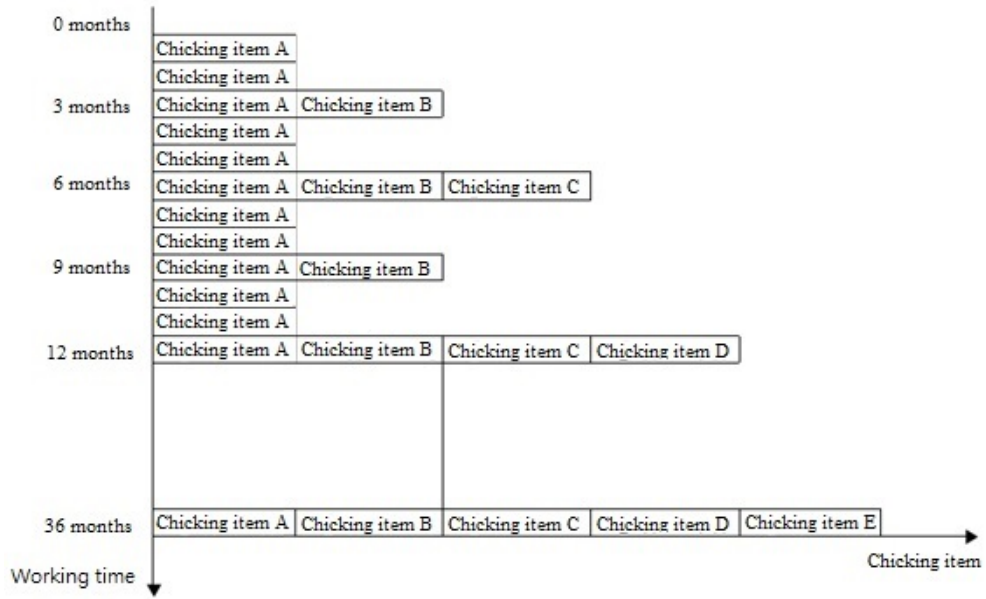 0 months
Chicking item A
Chicking item A
3 months Chicking item A Chicking item B
Chicking item A
Chicking item A
6 months Chicking item A Chicking item B Chicking item C
Chicking item A
Chicking item A
9 months Chicking item A Chicking item B
Chicking item A
Chicking item A
12 months Chicking item A Chicking item B Chicking item C Chicking item D
36 months Chicking item A Chicking item B Chicking item C Chicking item D Chicking item E
Chicking item
Working time